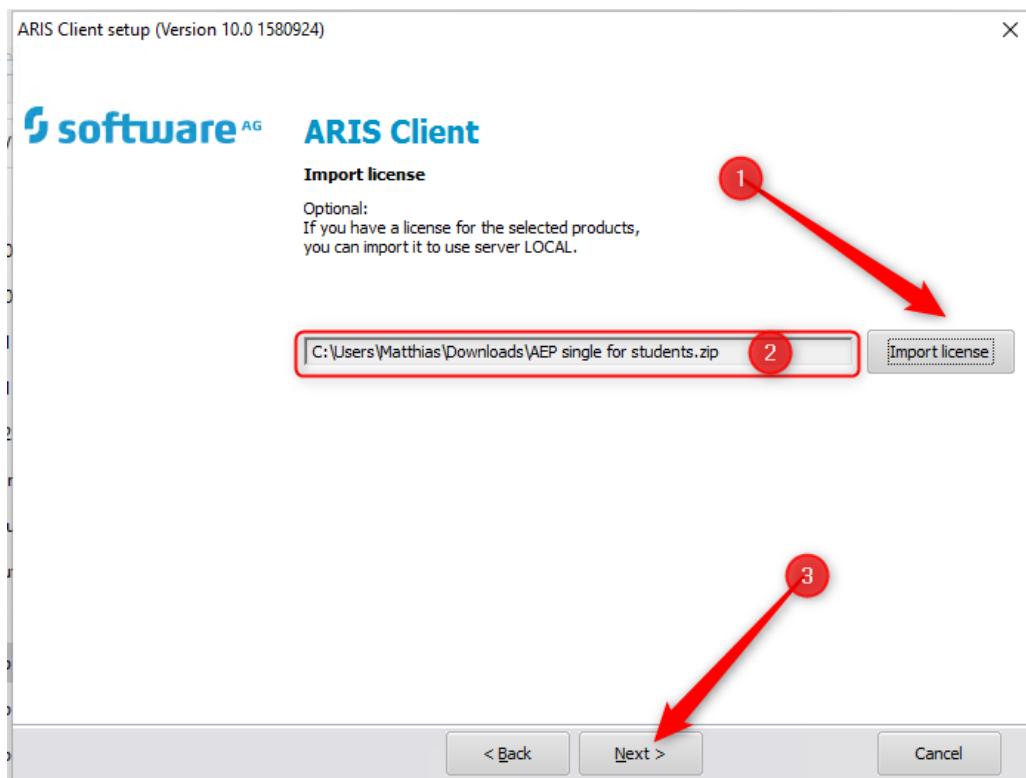 ARIS Client setup (Version 10.0 1580924)
software AG
ARIS Client
Import license
1
Optional:
If you have a license for the selected products,
you can import it to use server LOCAL.
C:\Users\Matthias\Downloads\AEP single for students.zip
2
Import license
3
< Back
Next >
Cancel